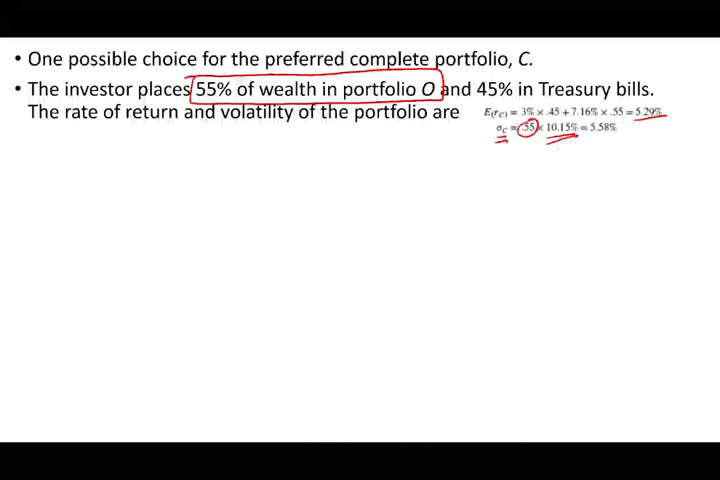 • One possible choice for the preferred complete portfolio, C.
• The investor places 55% of wealth in portfolio O and 45% in Treasury bills.
The rate of return and volatility of the portfolio are
E(rC) = 3% × .45 + 7.16% × .55 = 5.29%
σC = .55 × 10.15% = 5.58%